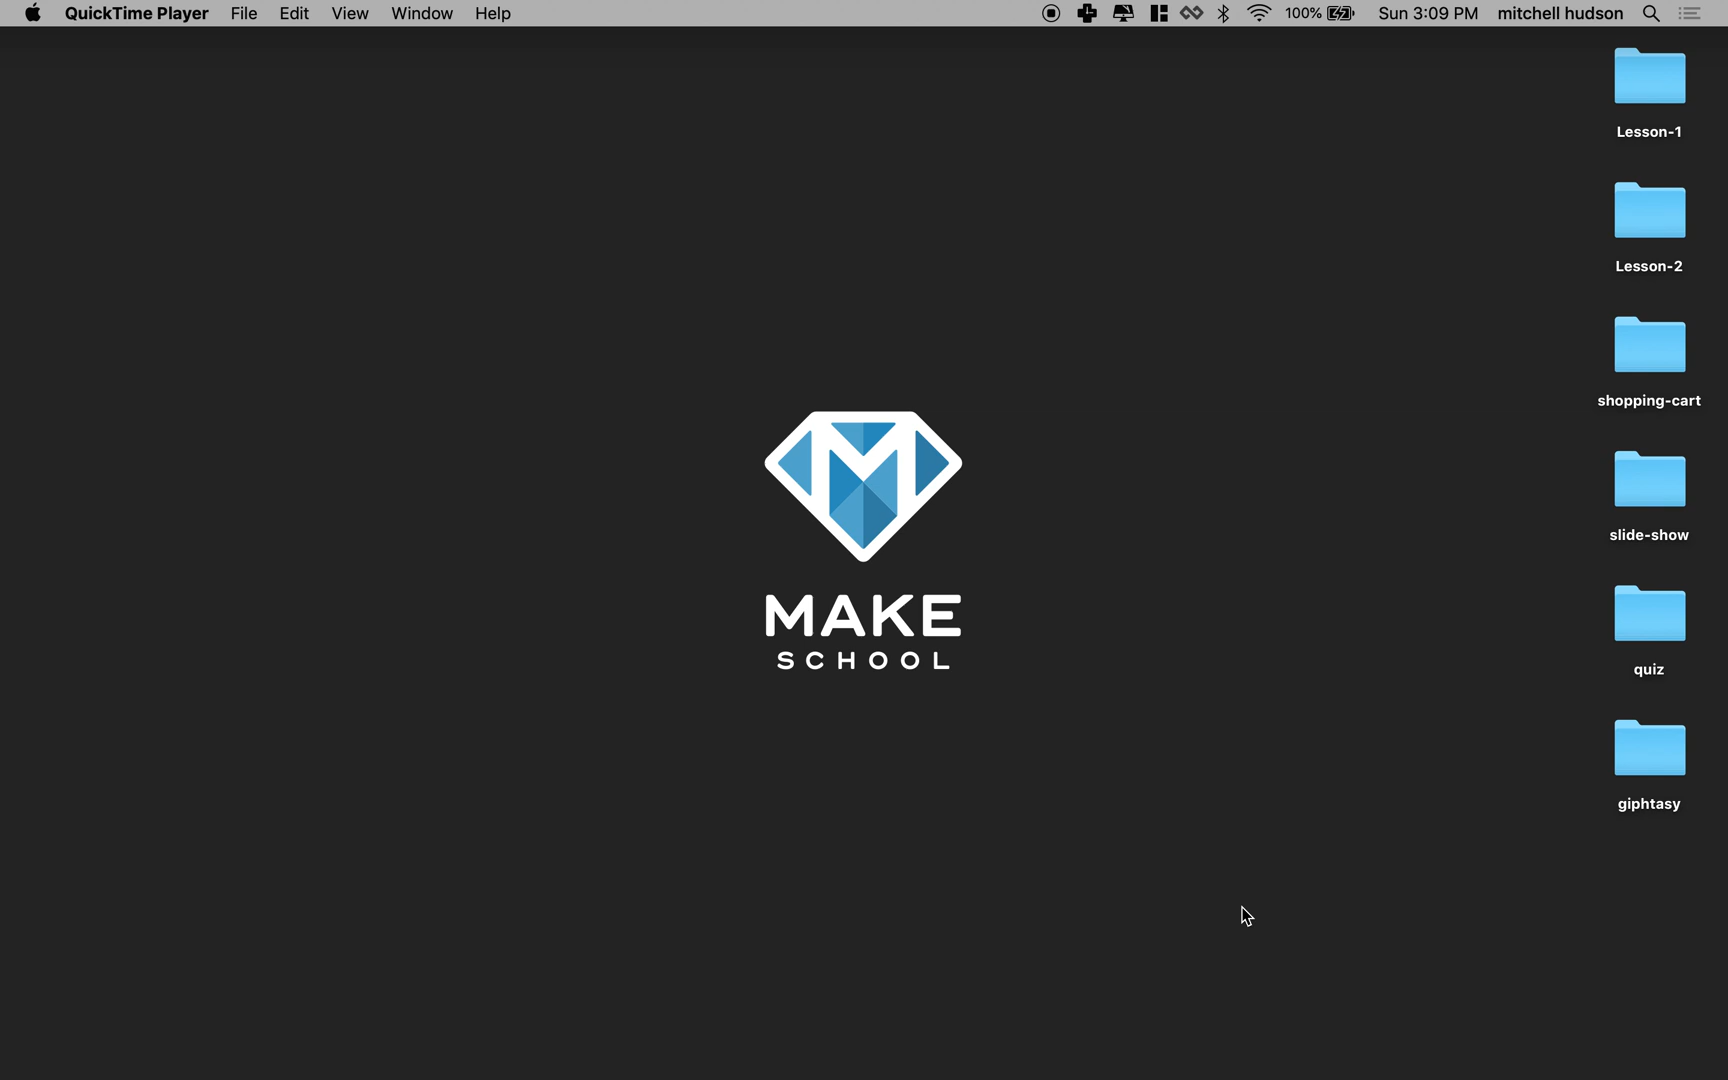 QuickTime Player File Edit View Window Help 100% Sun 3:09 PM mitchell hudson
Lesson-1
Lesson-2
shopping-cart
slide-show
quiz
giphtasy
MAKE
SCHOOL